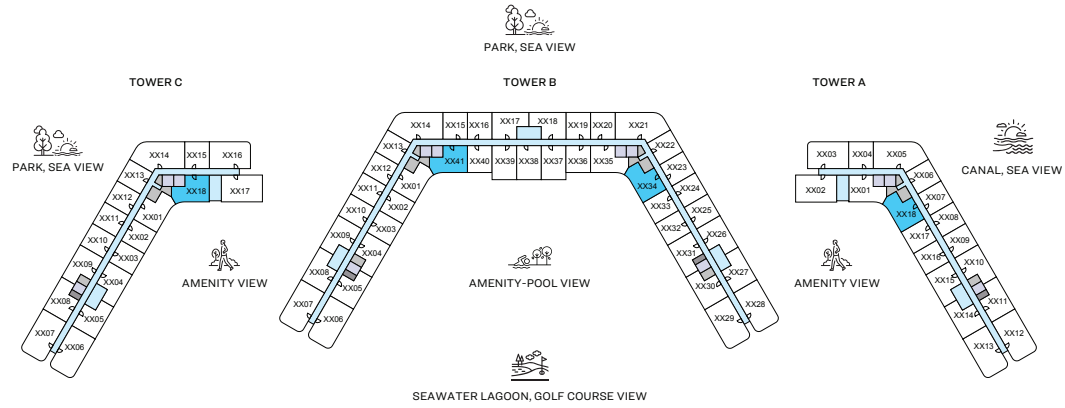 PARK, SEA VIEW
TOWER C
TOWER B
TOWER A
PARK, SEA VIEW
CANAL, SEA VIEW
XX14
XX15
XX16
XX13
XX18
XX17
XX12
XX01
XX11
XX02
XX10
XX03
XX09
XX04
XX08
XX05
XX07
XX06
AMENITY VIEW
XX14
XX15
XX16
XX17
XX18
XX19
XX20
XX21
XX13
XX41
XX40
XX39
XX38
XX37
XX36
XX35
XX22
XX12
XX01
XX34
XX23
XX11
XX02
XX33
XX24
XX10
XX03
XX32
XX25
XX09
XX04
XX31
XX26
XX08
XX05
XX30
XX27
XX07
XX06
XX29
XX28
AMENITY-POOL VIEW
XX03
XX04
XX05
XX02
XX01
XX06
XX18
XX07
XX17
XX08
XX16
XX09
XX15
XX10
XX14
XX11
XX13
XX12
AMENITY VIEW
SEAWATER LAGOON, GOLF COURSE VIEW